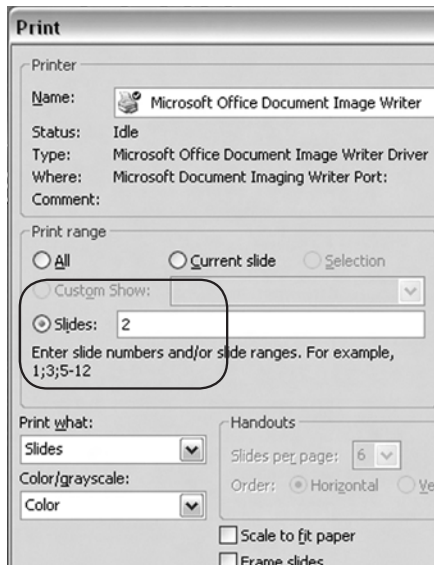 Print
Printer
Name: Microsoft Office Document Image Writer
Status: Idle
Type: Microsoft Office Document Image Writer Driver
Where: Microsoft Document Imaging Writer Port:
Comment:
Print range
All Current slide Selection
Custom Show:
Slides: 2
Enter slide numbers and/or slide ranges. For example,
1;3;5-12
Print what: Handouts
Slides Slides per page: 6
Color/grayscale: Order: Horizontal Ve
Color
Scale to fit paper
Frame slides